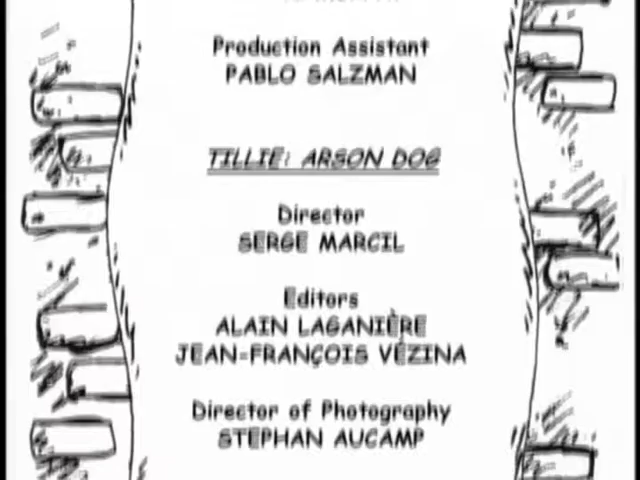 Production Assistant
PABLO SALZMAN
TILLIE: ARSON DOG
Director
SERGE MARCIL
Editors
ALAIN LAGANIÈRE
JEAN-FRANÇOIS VÉZINA
Director of Photography
STEPHAN AUCAMP